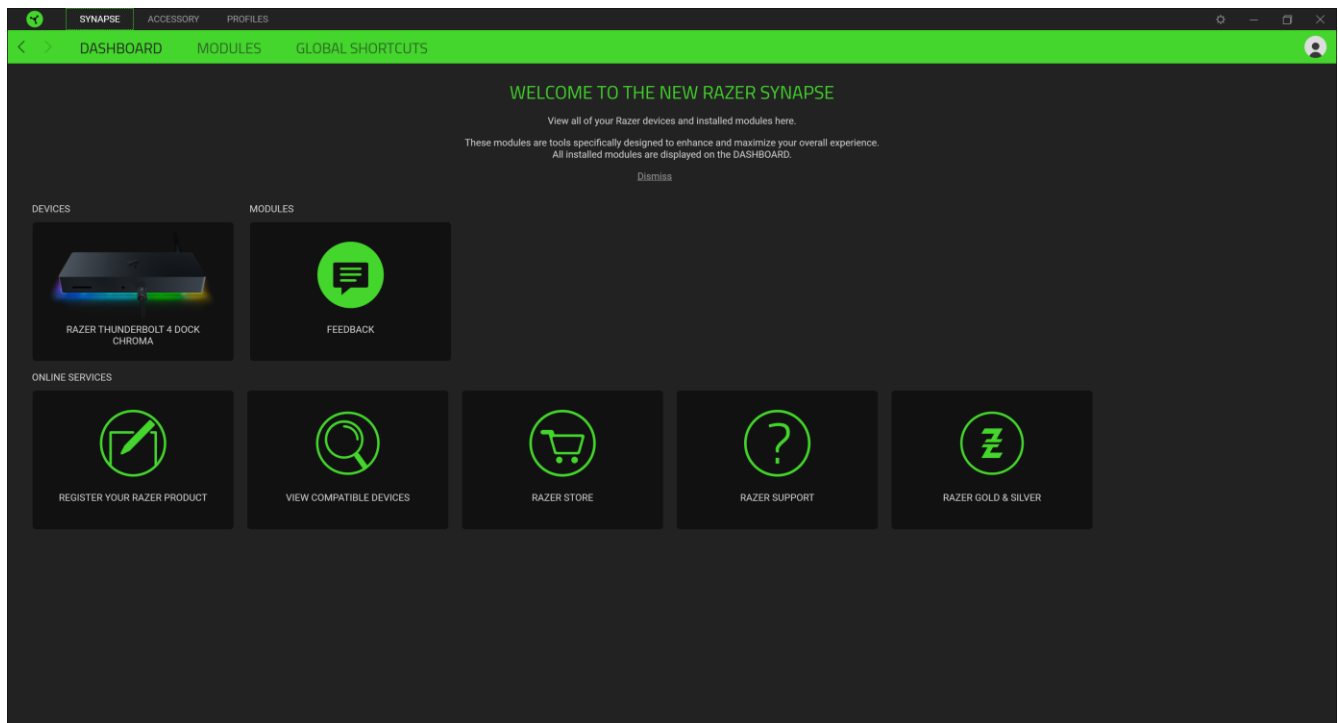 SYNAPSE ACCESSORY PROFILES
DASHBOARD MODULES GLOBAL SHORTCUTS
WELCOME TO THE NEW RAZER SYNAPSE
View all of your Razer devices and installed modules here.
These modules are tools specifically designed to enhance and maximize your overall experience.
All installed modules are displayed on the DASHBOARD.
Dismiss
DEVICES MODULES
RAZER THUNDERBOLT 4 DOCK
CHROMA
FEEDBACK
ONLINE SERVICES
REGISTER YOUR RAZER PRODUCT VIEW COMPATIBLE DEVICES RAZER STORE RAZER SUPPORT RAZER GOLD & SILVER